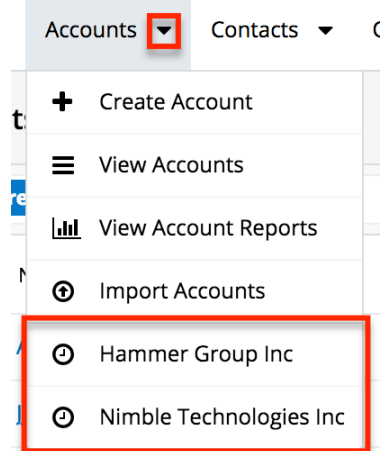 Accounts Contacts
Create Account
View Accounts
View Account Reports
Import Accounts
Hammer Group Inc
Nimble Technologies Inc